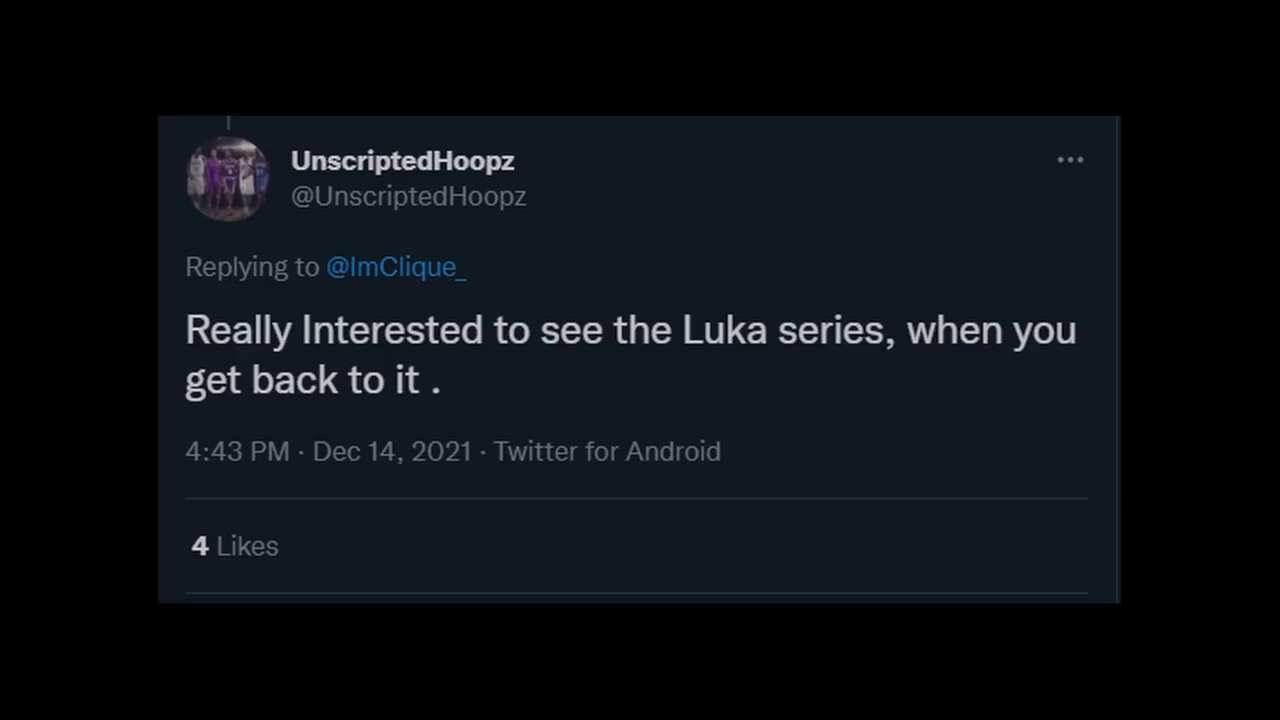 UnscriptedHoopz
@UnscriptedHoopz
Replying to @ImClique_
Really Interested to see the Luka series, when you
get back to it .
4:43 PM · Dec 14, 2021 · Twitter for Android
4 Likes